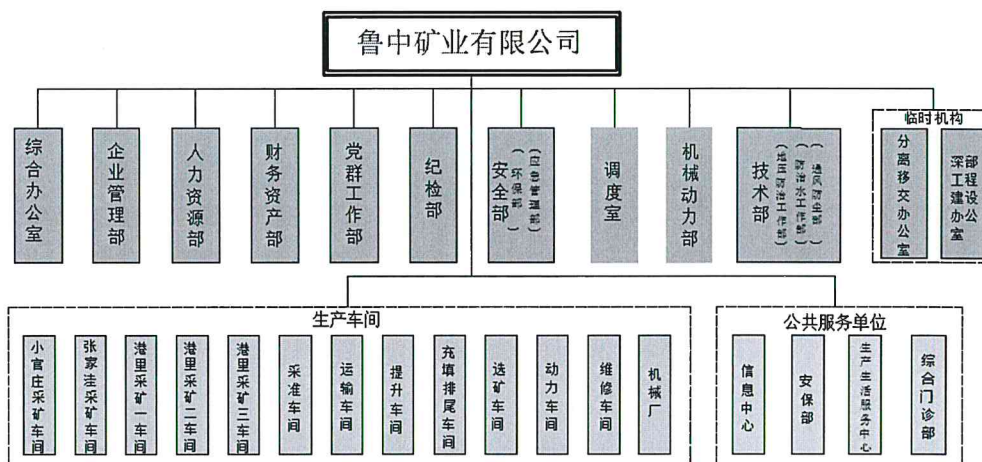 鲁中矿业有限公司
综合办公室
企业管理部
人力资源部
财务资产部
党群工作部
纪检部
安全部
（应急管理部）
（环保部）
调度室
机械动力部
技术部
（通风防尘部）
（防治水工作部）
临时机构
分离移交办公室
深部工程建设办公室
生产车间
小官庄采矿车间
张家洼采矿车间
港里采矿一车间
港里采矿二车间
港里采矿三车间
采准车间
运输车间
提升车间
充填排尾车间
选矿车间
动力车间
维修车间
机械厂
公共服务单位
信息中心
安保部
生产生活服务中心
综合门诊部